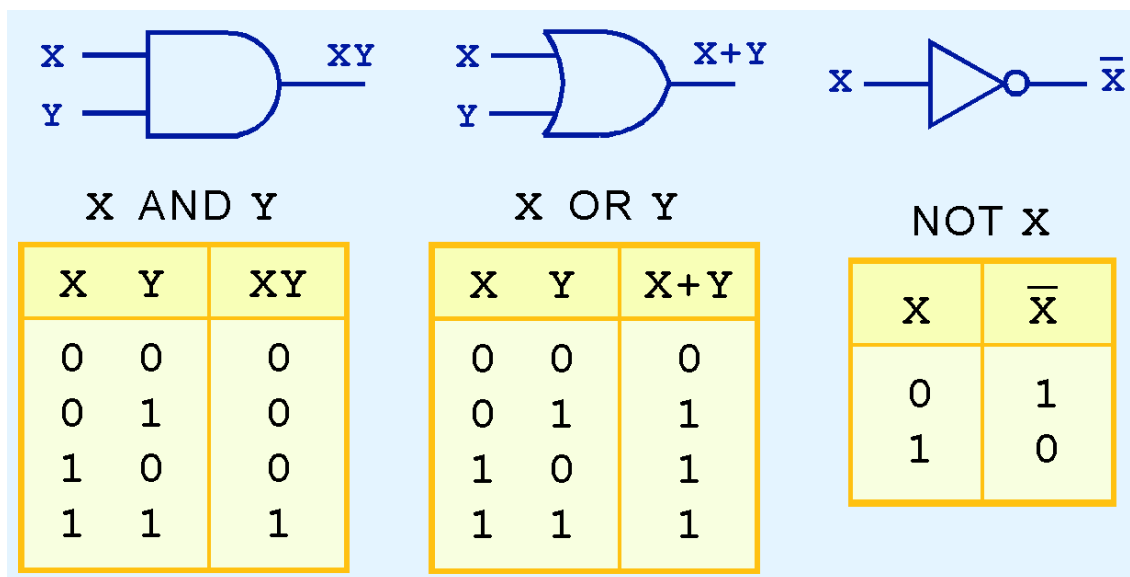 X XY
Y
X AND Y
X Y XY
0 0 0
0 1 0
1 0 0
1 1 1
X X+Y
Y
X OR Y
X Y X+Y
0 0 0
0 1 1
1 0 1
1 1 1
X X̅
NOT X
X X̅
0 1
1 0